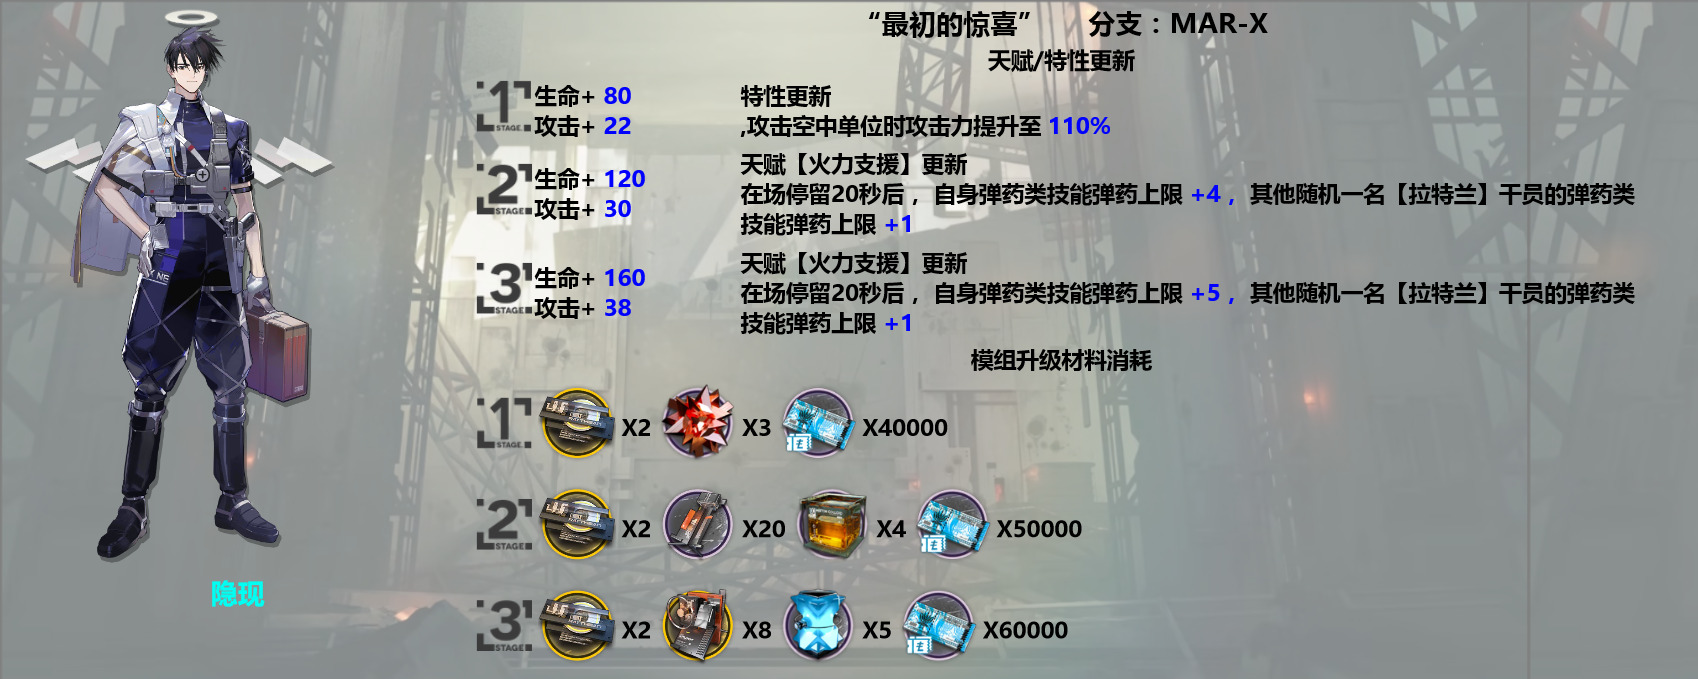 “最初的惊喜” 分支：MAR-X
天赋/特性更新
1 STAGE. 生命+ 80
攻击+ 22
特性更新
,攻击空中单位时攻击力提升至 110%
2 STAGE. 生命+ 120
攻击+ 30
天赋【火力支援】更新
在场停留20秒后，自身弹药类技能弹药上限 +4 ，其他随机一名【拉特兰】干员的弹药类
技能弹药上限 +1
3 STAGE. 生命+ 160
攻击+ 38
天赋【火力支援】更新
在场停留20秒后，自身弹药类技能弹药上限 +5 ，其他随机一名【拉特兰】干员的弹药类
技能弹药上限 +1
模组升级材料消耗
1 STAGE. X2 X3 X40000
2 STAGE. X2 X20 X4 X50000
3 STAGE. X2 X8 X5 X60000
隐现